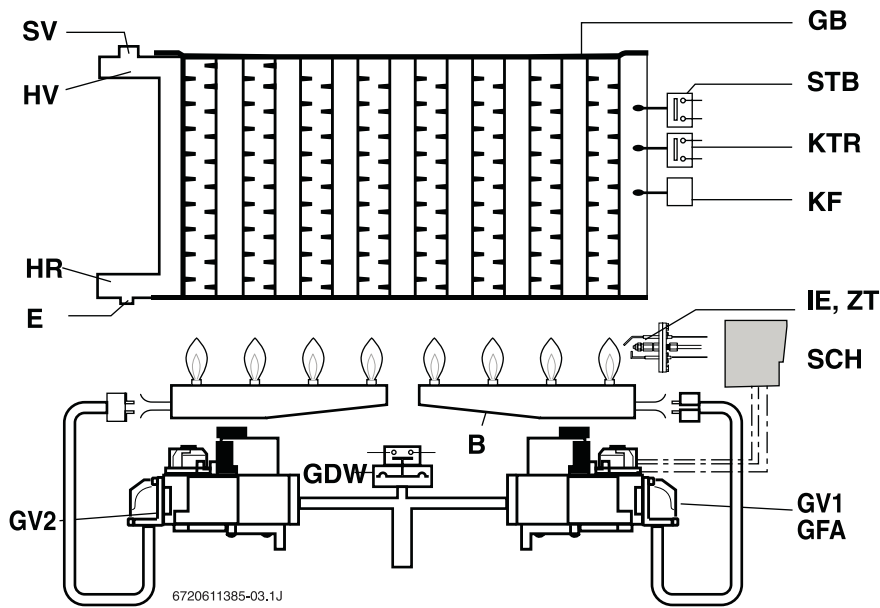 SV
GB
STB
HV
KTR
KF
HR
E
IE, ZT
SCH
B
GDW
GV2
GV1
GFA
6720611385-03.1J